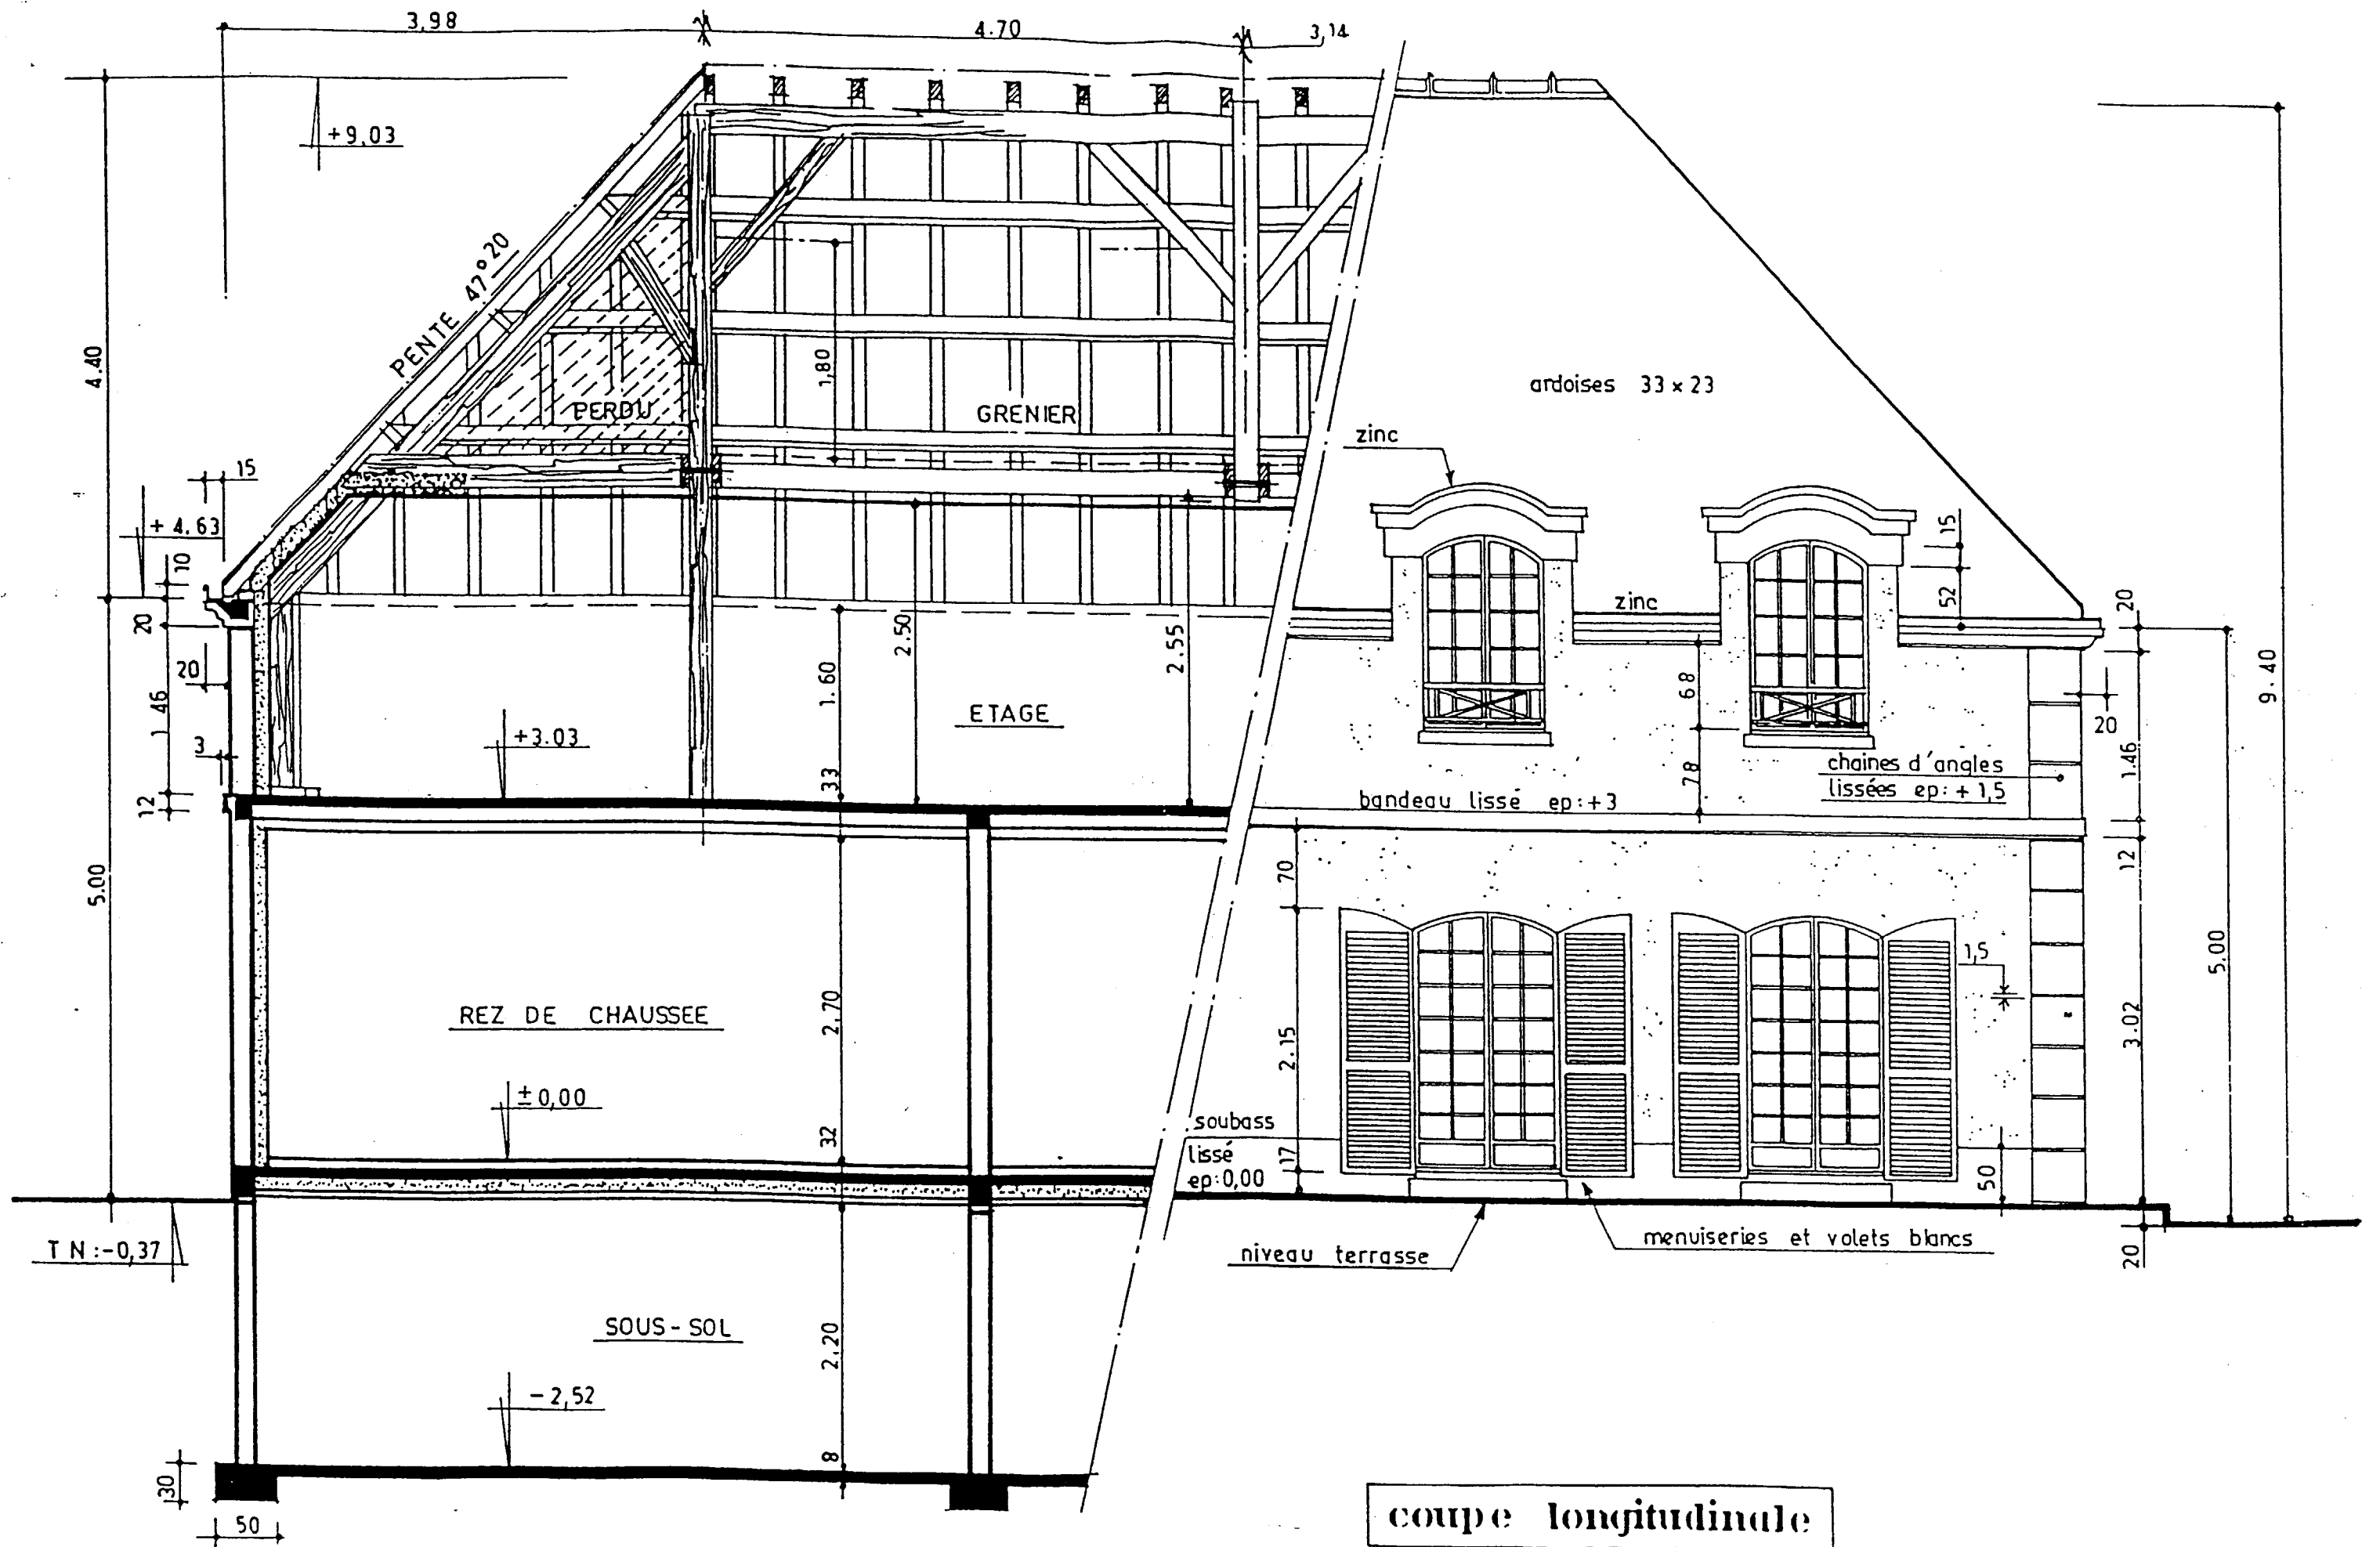 3,98
4.70
3,14
+9,03
PENTE 47°20
4.40
1,80
PERDU
GRENIER
ardoises 33 x 23
zinc
15
+ 4.63
10
20
20
1.46
3
12
2.50
2.55
1.60
33
ETAGE
+3.03
zinc
15
52
20
68
78
20
9.40
chaines d'angles
lissées ep: + 1,5
1.46
bandeau lissé ep:+3
12
70
5.00
REZ DE CHAUSSEE
2,70
2.15
1,5
5.00
3.02
±0,00
32
soubass
lissé
ep:0,00
17
50
T N :-0,37
niveau terrasse
menuiseries et volets blancs
20
SOUS-SOL
2,20
-2,52
8
30
50
coupe longitudinale